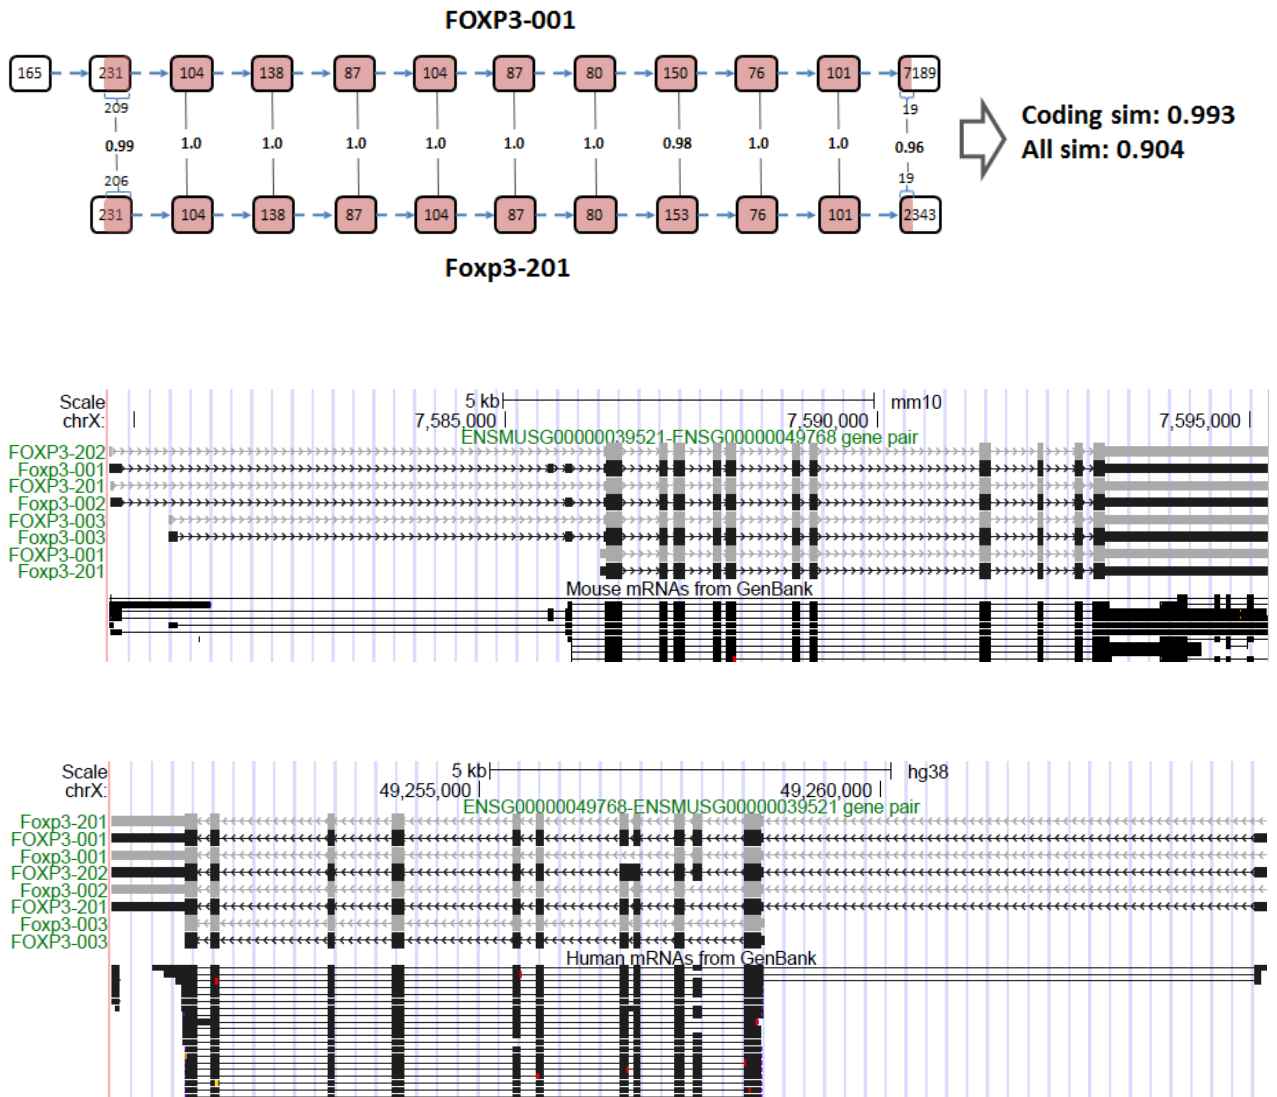 FOXP3-001
165 231 104 138 87 104 87 80 150 76 101 7189
209 19
0.99 1.0 1.0 1.0 1.0 1.0 1.0 0.98 1.0 1.0 0.96
206 19
231 104 138 87 104 87 80 153 76 101 2343
Foxp3-201
Coding sim: 0.993
All sim: 0.904
Scale 5 kb mm10
chrX: 7,585,000 7,590,000 7,595,000
ENSMUSG00000039521-ENSG00000049768 gene pair
FOXP3-202
Foxp3-001
FOXP3-201
Foxp3-002
FOXP3-003
Foxp3-003
FOXP3-001
Foxp3-201
Mouse mRNAs from GenBank
Scale 5 kb hg38
chrX: 49,255,000 49,260,000
ENSG00000049768-ENSMUSG00000039521 gene pair
Foxp3-201
FOXP3-001
Foxp3-001
FOXP3-202
Foxp3-002
FOXP3-201
Foxp3-003
FOXP3-003
Human mRNAs from GenBank